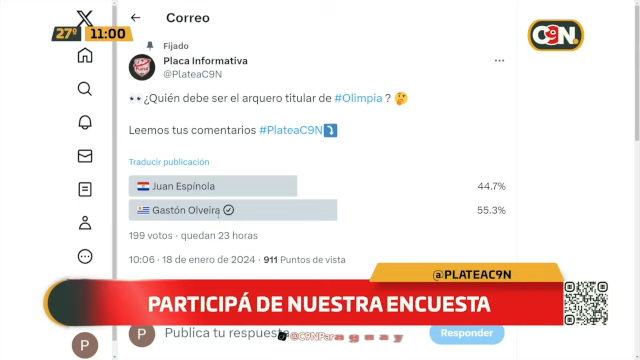 27º 11:00
Correo
C9N
Fijado
Placa Informativa
@PlateaC9N
👀¿Quién debe ser el arquero titular de #Olimpia ? 🤔
Leemos tus comentarios #PlateaC9N⤵️
Traducir publicación
🇵🇾 Juan Espínola 44.7%
🇺🇾 Gastón Olveira 55.3%
199 votos · quedan 23 horas
10:06 · 18 de enero de 2024 · 911 Puntos de vista
@PLATEAC9N
PARTICIPÁ DE NUESTRA ENCUESTA
P Publica tu respuesta
@C9NParaguay
Responder
P